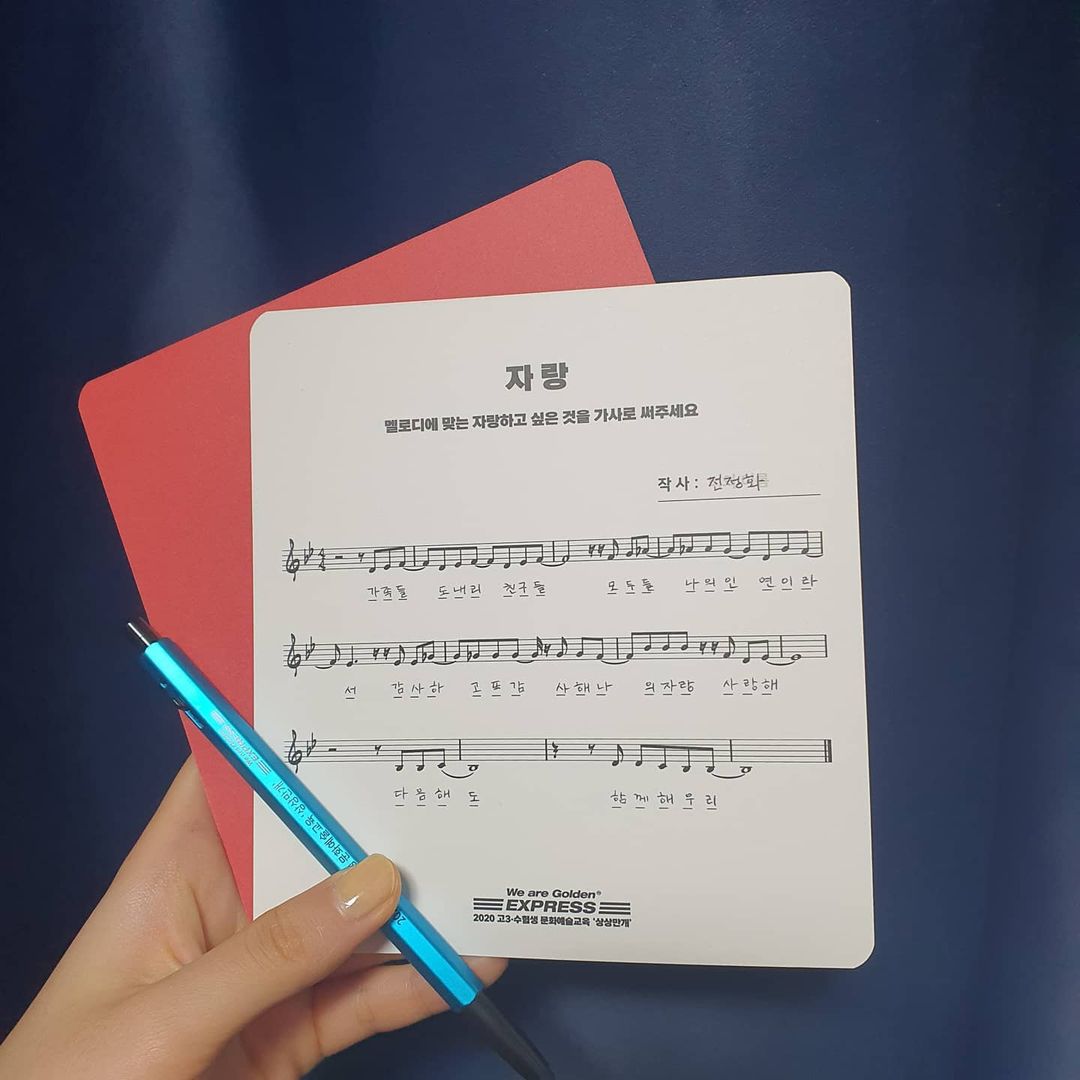 자랑
멜로디에 맞는 자랑하고 싶은 것을 가사로 써주세요
작사 : 전정화
가족들 도내리 친구들 모두들 나의인 연이라
선 감사하 고프감 사해나 의자랑 사랑해
다음해 도 함께해우리
We are Golden®
EXPRESS
2020 고3·수험생 문화예술교육 '상상만개'